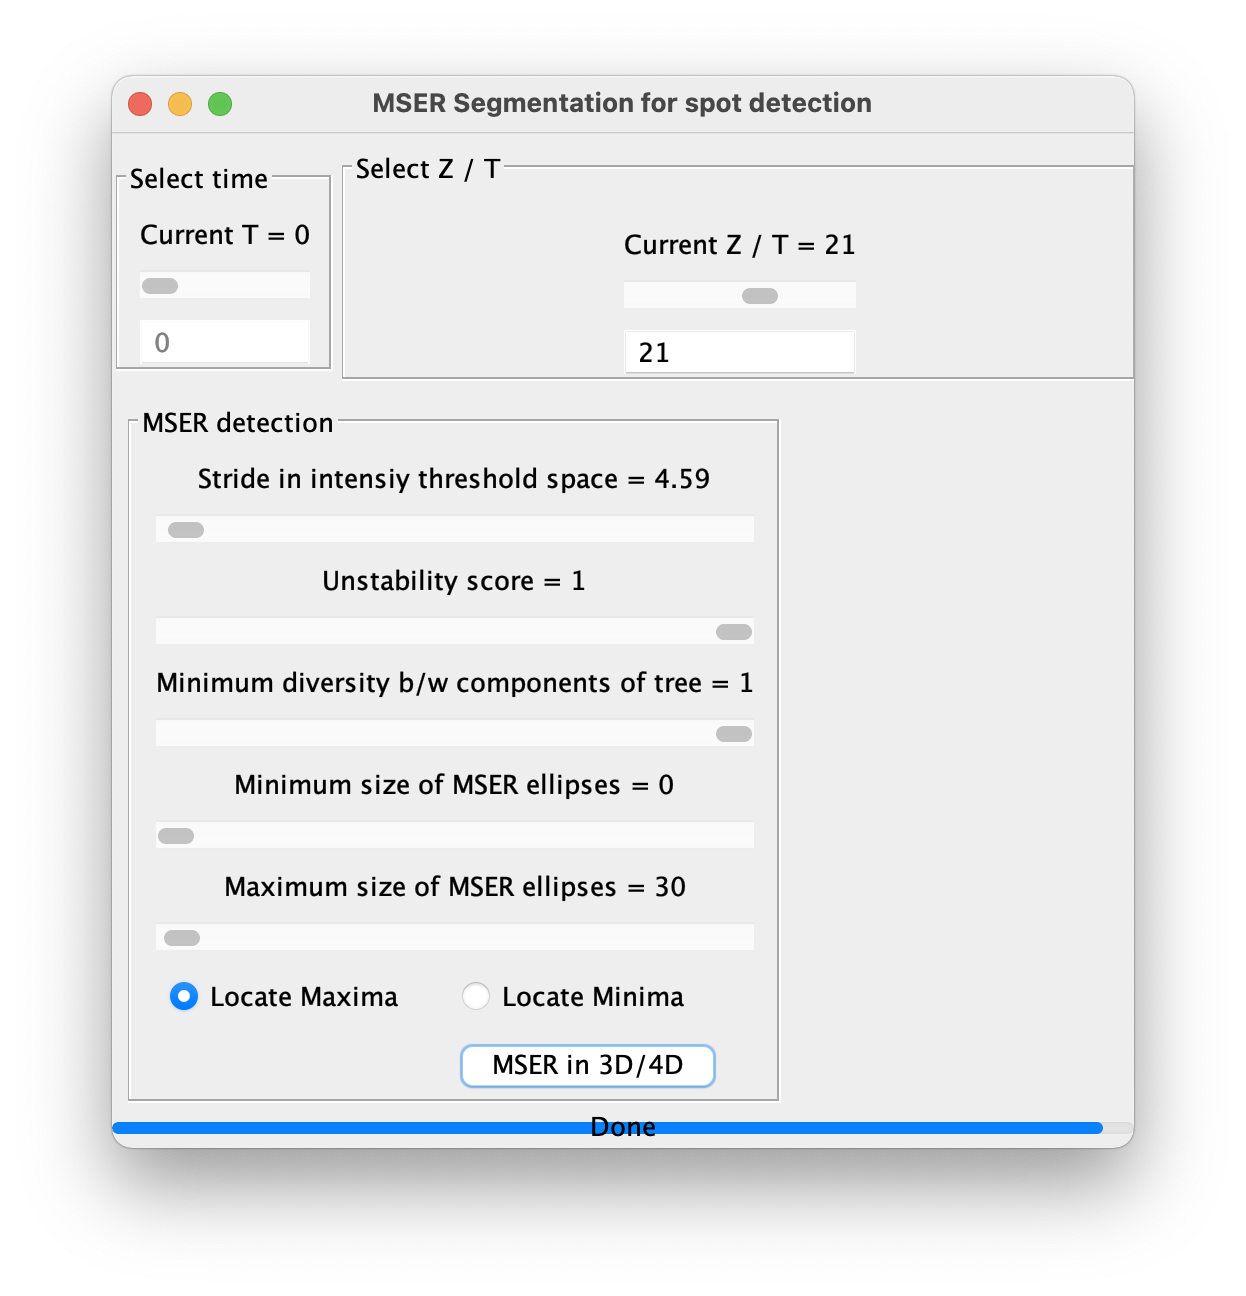 MSER Segmentation for spot detection
Select time
Current T = 0
0
Select Z / T
Current Z / T = 21
21
MSER detection
Stride in intensiy threshold space = 4.59
Unstability score = 1
Minimum diversity b/w components of tree = 1
Minimum size of MSER ellipses = 0
Maximum size of MSER ellipses = 30
Locate Maxima Locate Minima
MSER in 3D/4D
Done